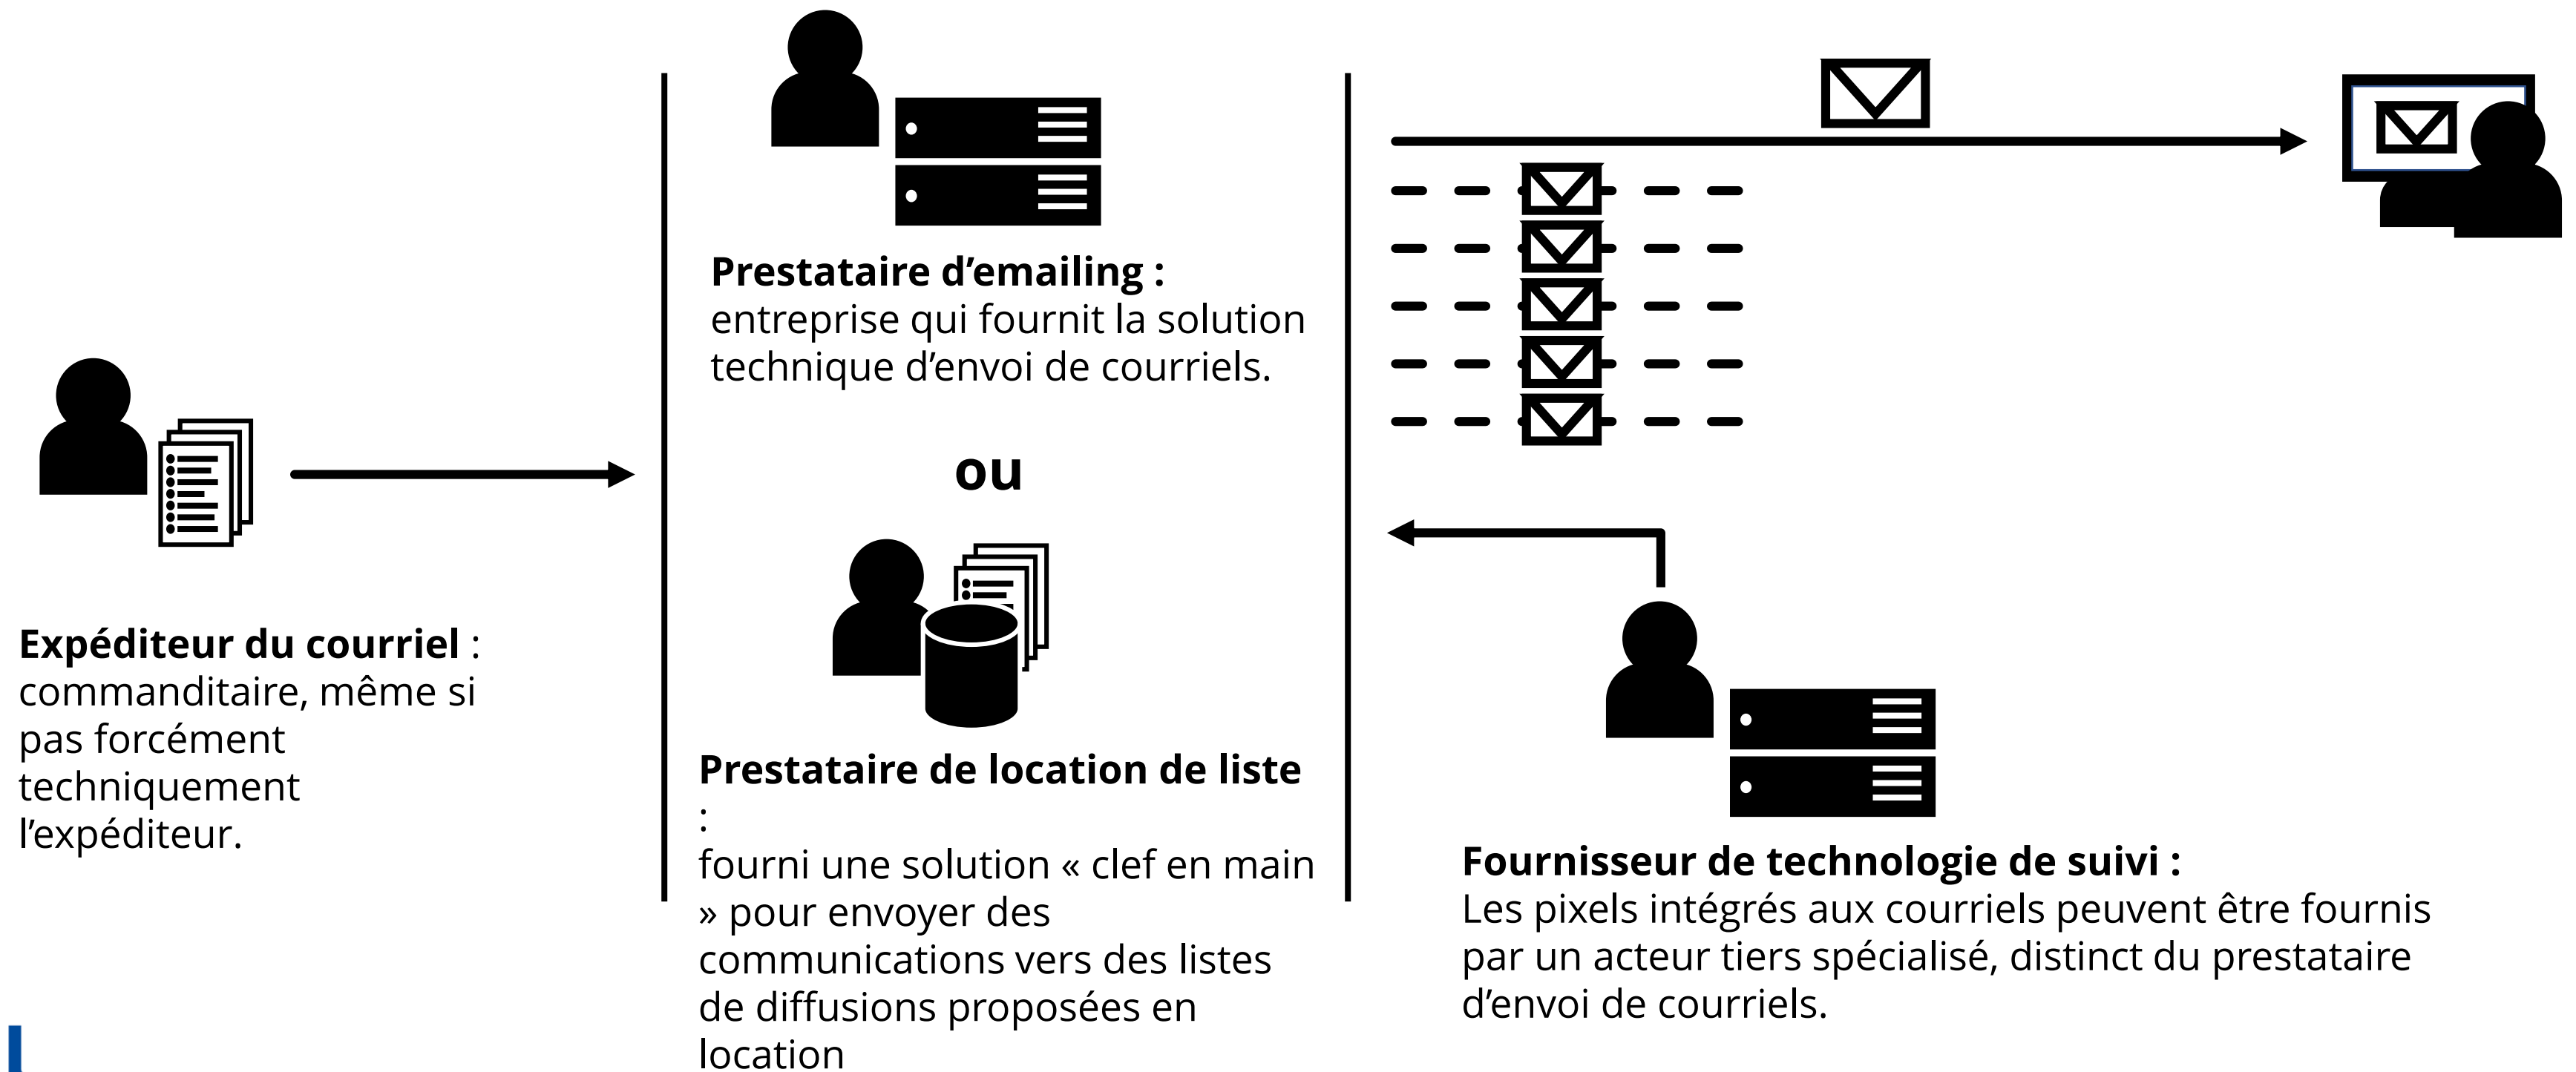 Prestataire d’emailing :
entreprise qui fournit la solution
technique d’envoi de courriels.
ou
Expéditeur du courriel :
commanditaire, même si
pas forcément
techniquement
l’expéditeur.
Prestataire de location de liste
:
fourni une solution « clef en main
» pour envoyer des
communications vers des listes
de diffusions proposées en
location
Fournisseur de technologie de suivi :
Les pixels intégrés aux courriels peuvent être fournis
par un acteur tiers spécialisé, distinct du prestataire
d’envoi de courriels.